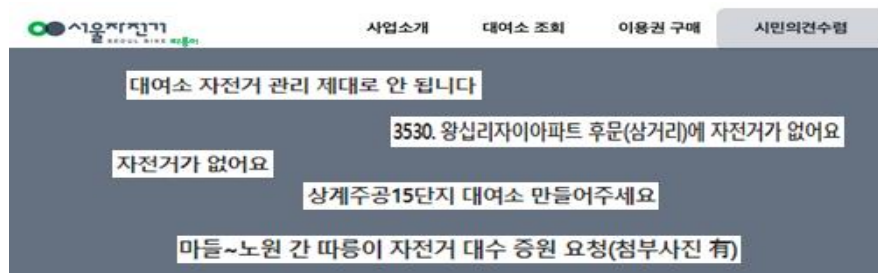 서울자전거 사업소개 대여소 조회 이용권 구매 시민의견수렴
SEOUL BIKE 따릉이
대여소 자전거 관리 제대로 안 됩니다
3530. 왕십리자이아파트 후문(삼거리)에 자전거가 없어요
자전거가 없어요
상계주공15단지 대여소 만들어주세요
마들~노원 간 따릉이 자전거 대수 증원 요청(첨부사진 有)